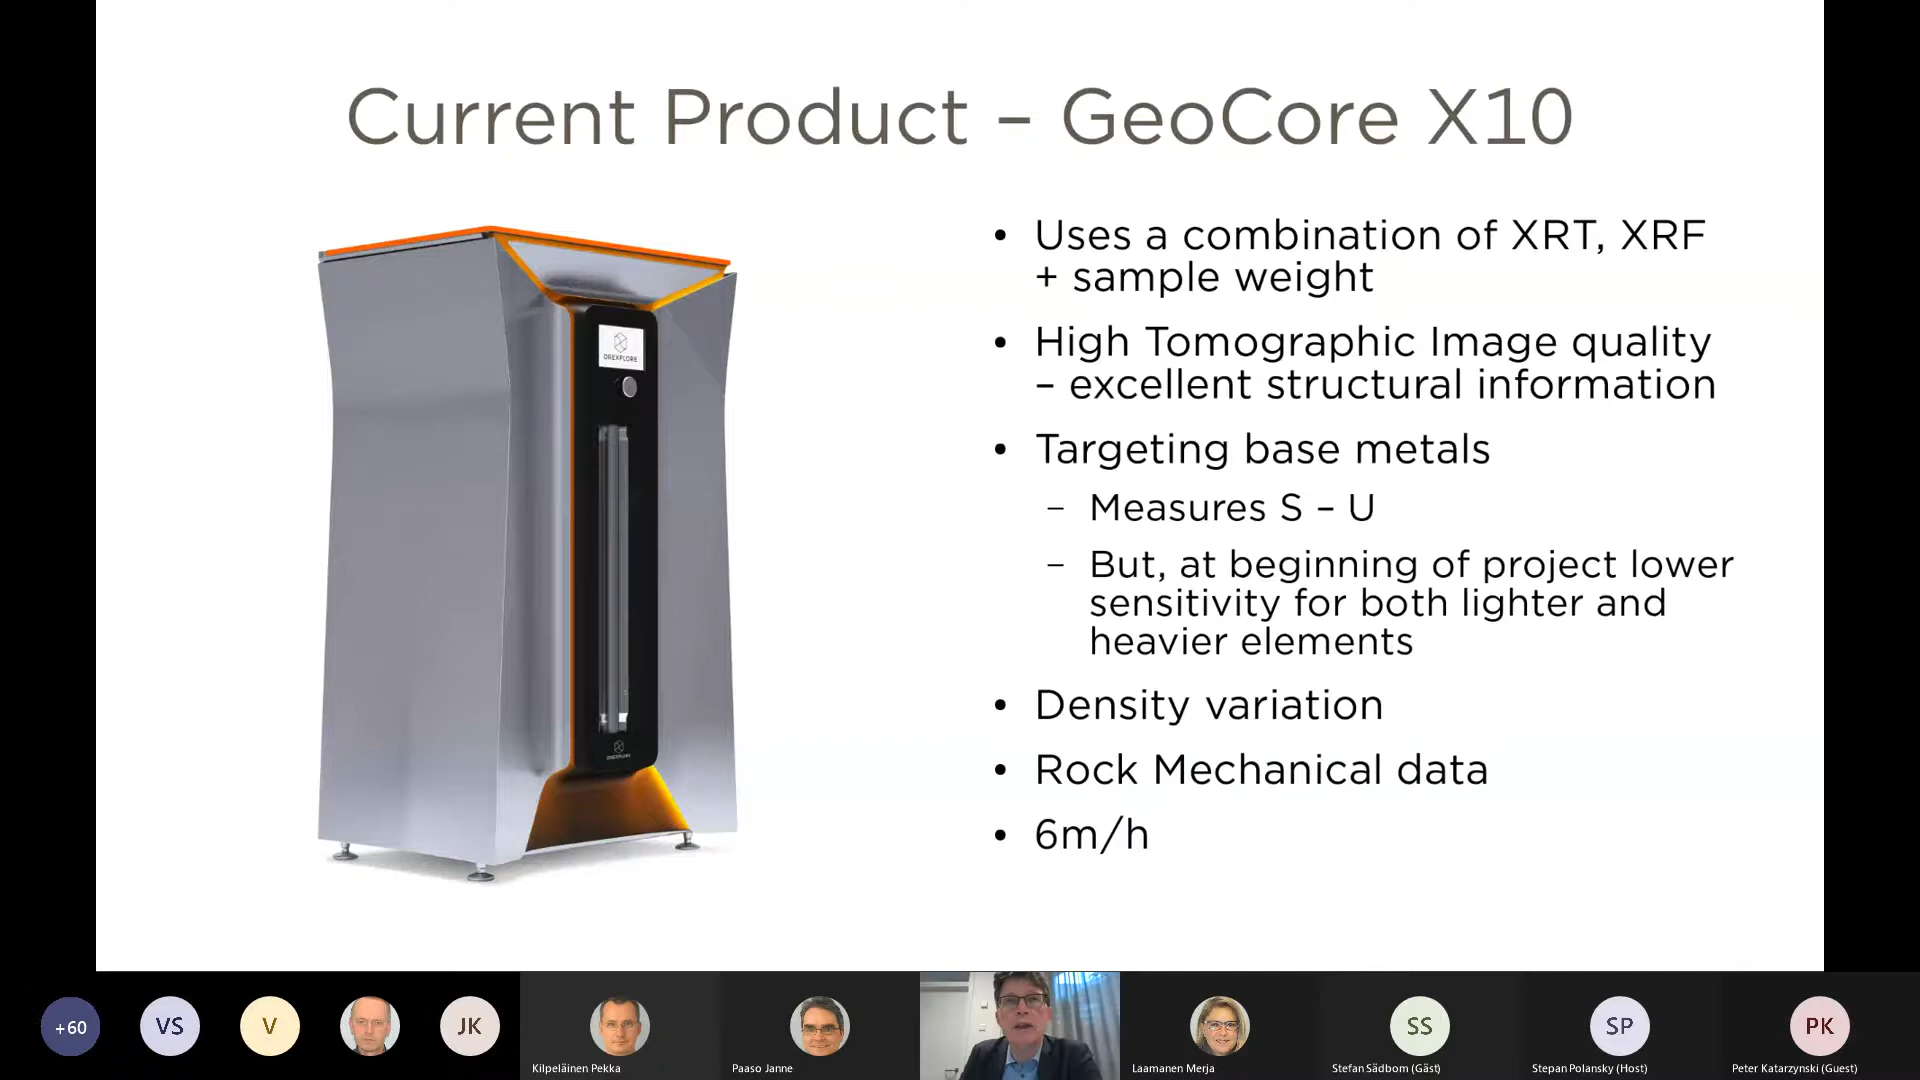 Current Product – GeoCore X10
• Uses a combination of XRT, XRF
+ sample weight
• High Tomographic Image quality
– excellent structural information
• Targeting base metals
– Measures S – U
– But, at beginning of project lower
sensitivity for both lighter and
heavier elements
• Density variation
• Rock Mechanical data
• 6m/h
OREXPLORE
OREXPLORE
+60
VS
V
JK
Kilpeläinen Pekka
Paaso Janne
Laamanen Merja
SS
Stefan Sädbom (Gäst)
SP
Stepan Polansky (Host)
PK
Peter Katarzynski (Guest)